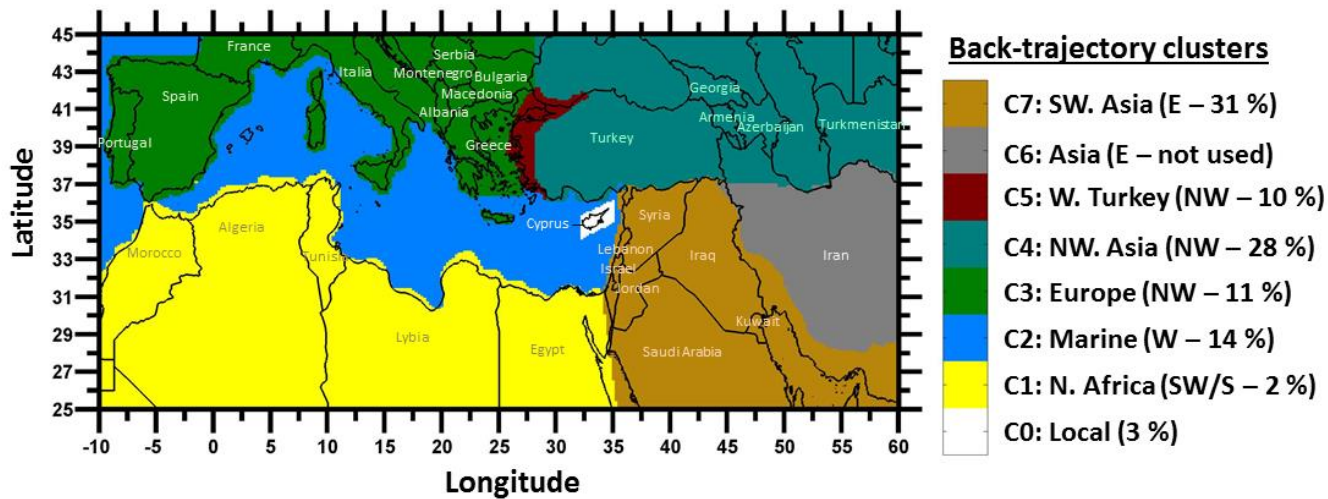 Back-trajectory clusters
C7: SW. Asia (E – 31 %)
C6: Asia (E – not used)
C5: W. Turkey (NW – 10 %)
C4: NW. Asia (NW – 28 %)
C3: Europe (NW – 11 %)
C2: Marine (W – 14 %)
C1: N. Africa (SW/S – 2 %)
C0: Local (3 %)
Latitude
45
43
41
39
37
35
33
31
29
27
25
France
Serbia
Italia
Montenegro
Bulgaria
Spain
Macedonia
Georgia
Albania
Armenia
Azerbaijan
Turkmenistan
Portugal
Greece
Turkey
Cyprus
Syria
Algeria
Morocco
Tunisia
Lebanon
Iraq
Iran
Israel
Jordan
Kuwait
Lybia
Egypt
Saudi Arabia
-10 -5 0 5 10 15 20 25 30 35 40 45 50 55 60
Longitude